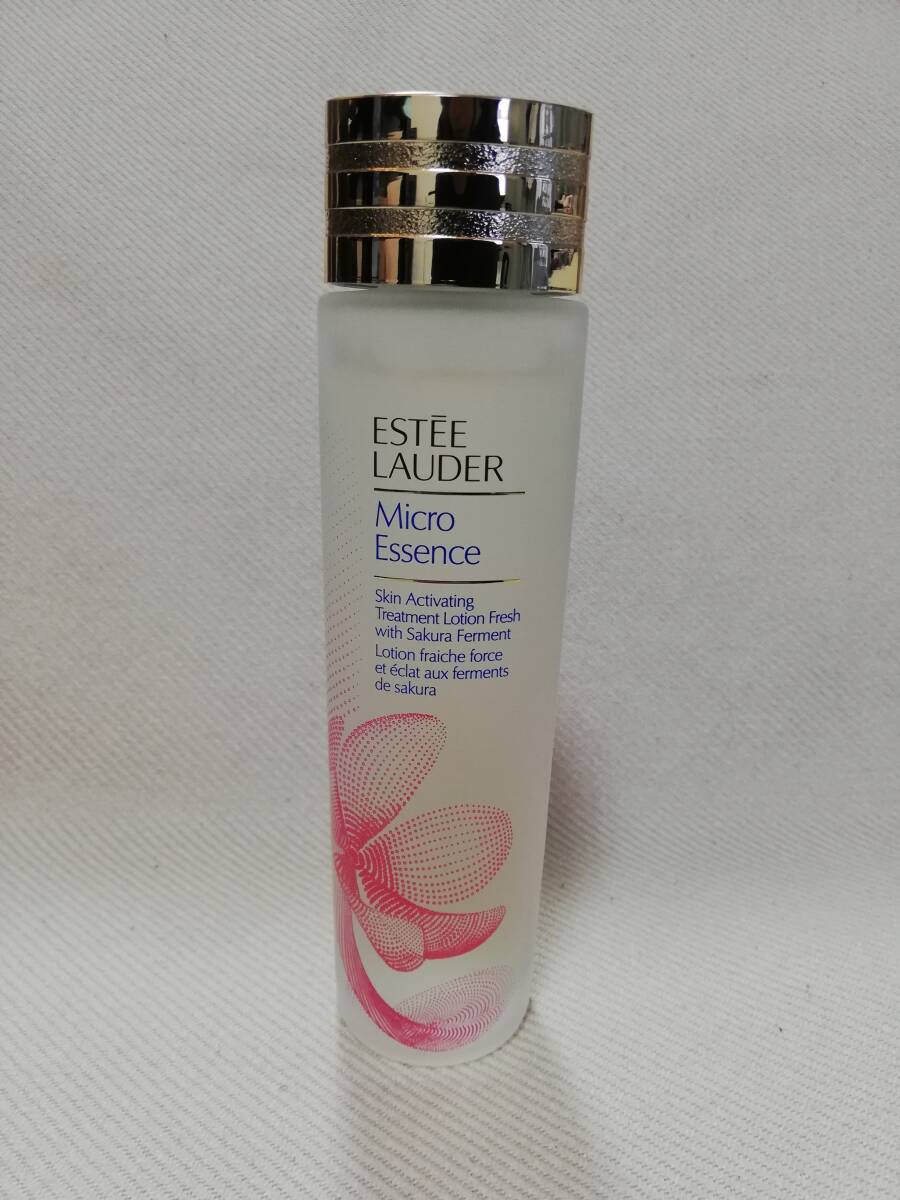 ESTĒE
LAUDER
Micro
Essence
Skin Activating
Treatment Lotion Fresh
with Sakura Ferment
Lotion fraiche force
et éclat aux ferments
de sakura